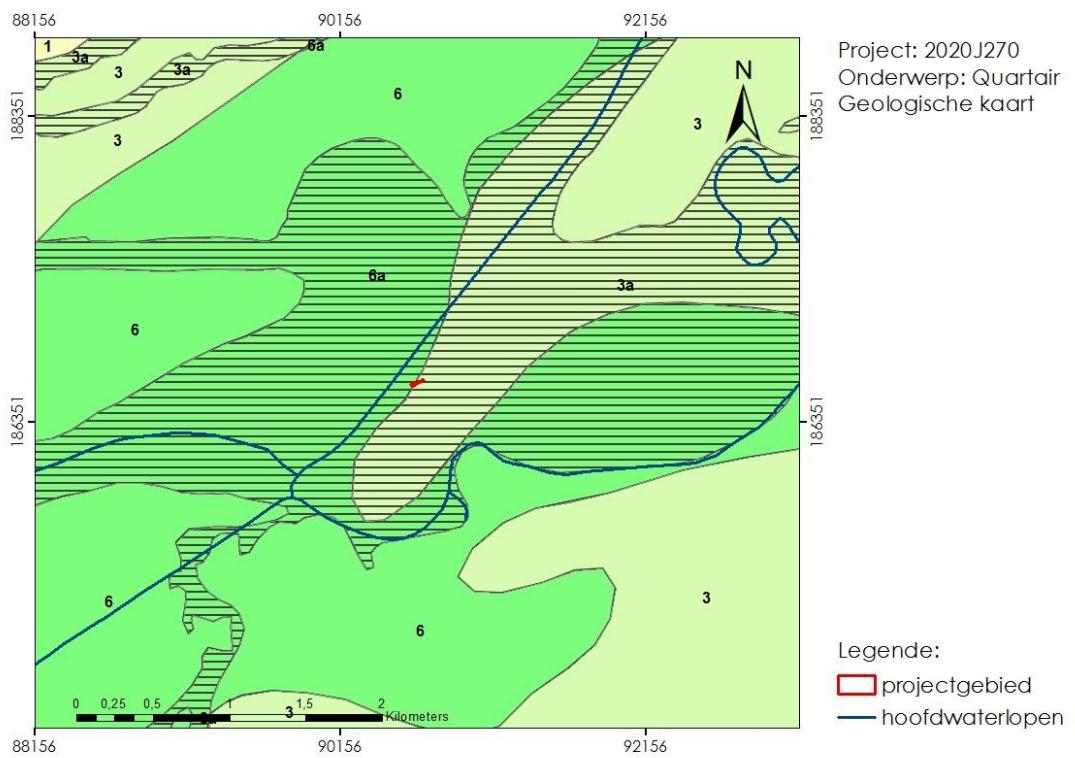 88156 90156 92156
Project: 2020J270
Onderwerp: Quartair
Geologische kaart
1
3a
3
3a
6a
6
3
3
N
188351
188351
6a
3a
6
186351
186351
6
6
3
3
Legende:
projectgebied
hoofdwaterlopen
0 0,25 0,5 1 1,5 2
Kilometers
88156 90156 92156